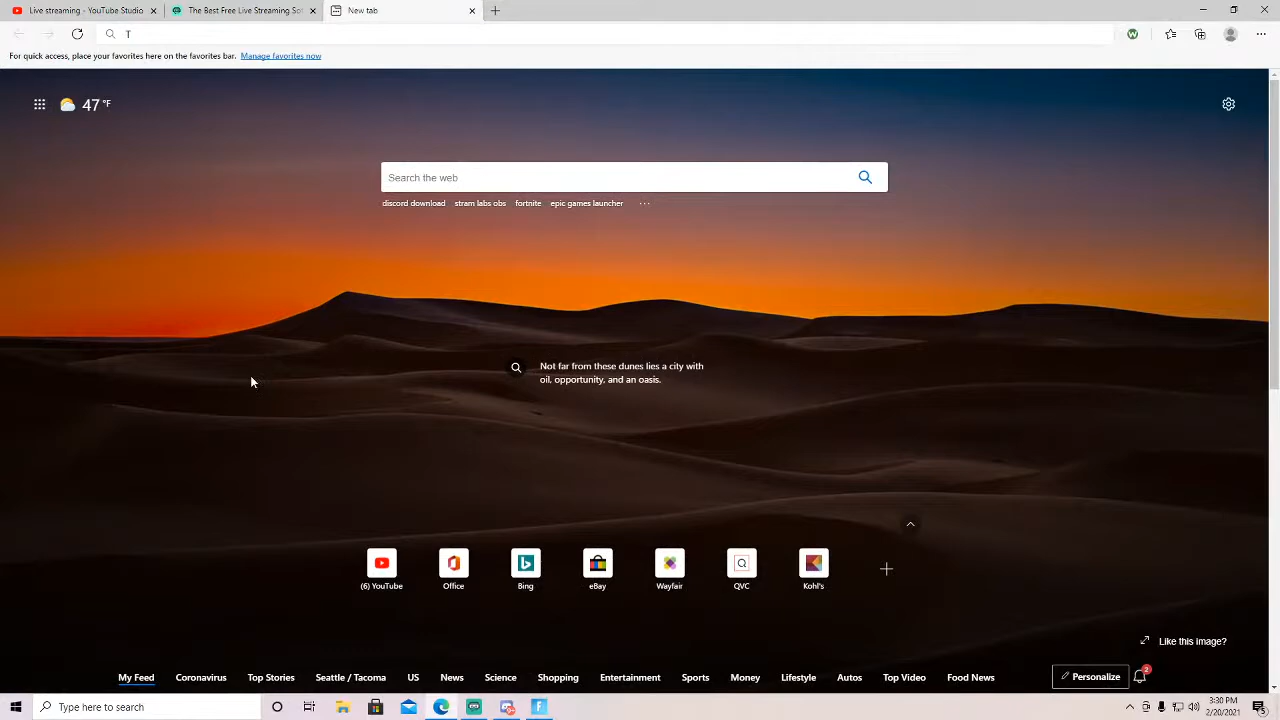 Live streaming - YouTube Studio
The Best Free Live Streaming Sof
New tab
T
For quick access, place your favorites here on the favorites bar. Manage favorites now
47 °F
Search the web
discord download stram labs obs fortnite epic games launcher ...
Not far from these dunes lies a city with
oil, opportunity, and an oasis.
(6) YouTube
Office
Bing
eBay
Wayfair
QVC
Kohl's
Like this image?
My Feed Coronavirus Top Stories Seattle / Tacoma US News Science Shopping Entertainment Sports Money Lifestyle Autos Top Video Food News
Personalize
2
Type here to search
3:30 PM
2/20/2021
5